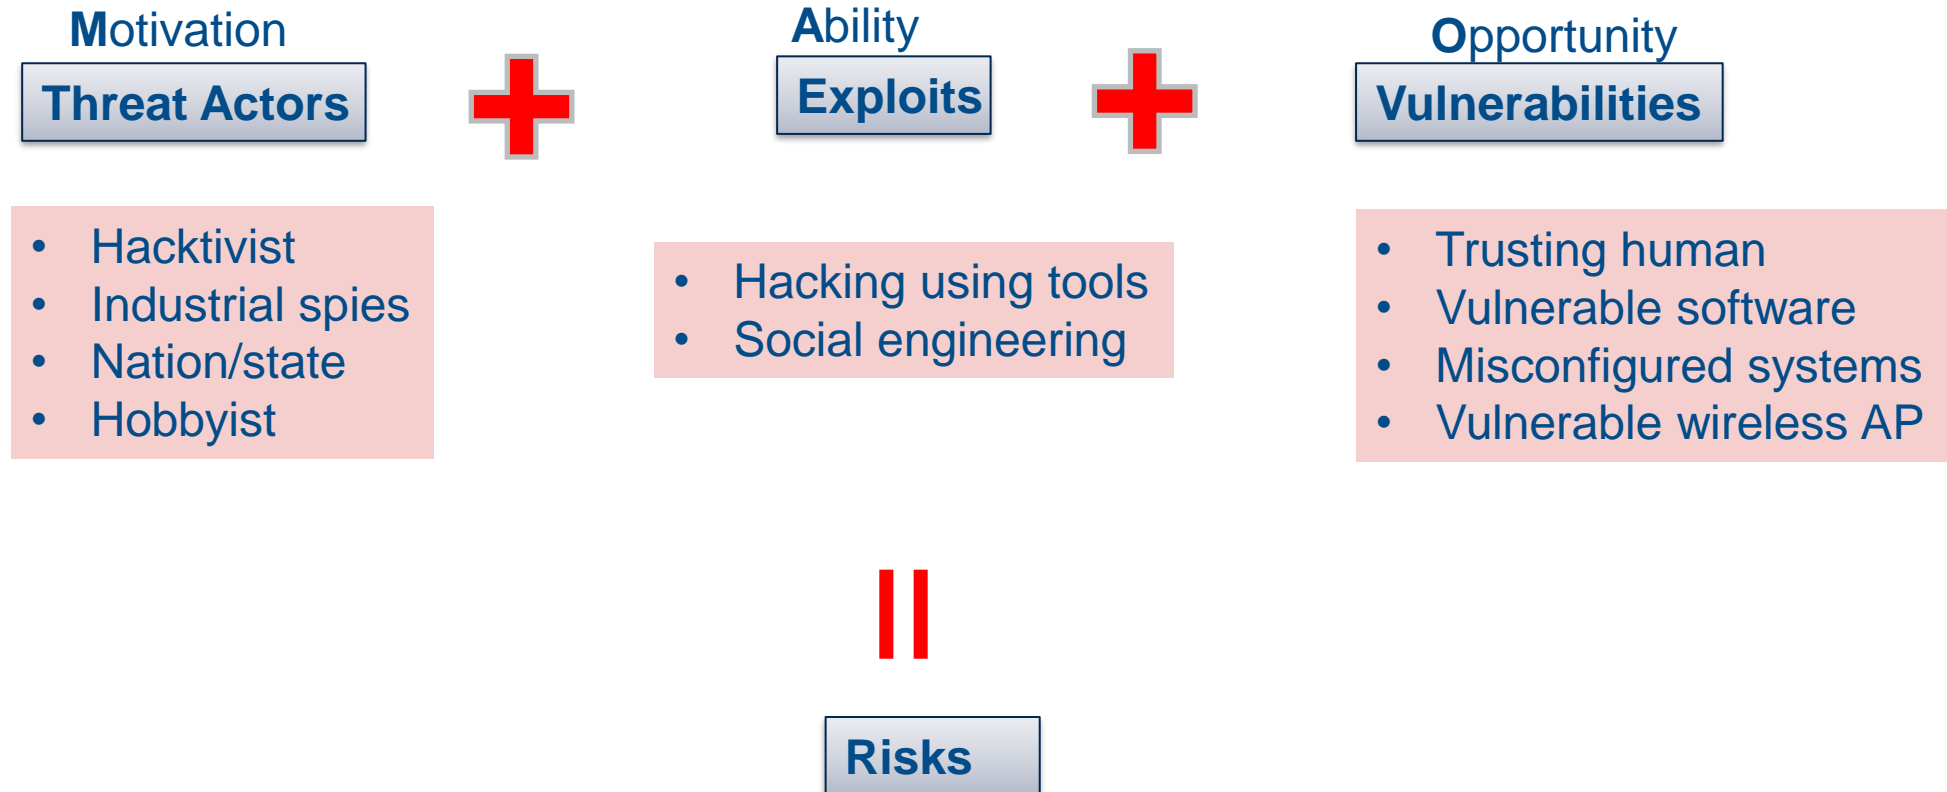 Motivation
Threat Actors
Ability
Exploits
Opportunity
Vulnerabilities
• Hacktivist
• Industrial spies
• Nation/state
• Hobbyist
• Hacking using tools
• Social engineering
• Trusting human
• Vulnerable software
• Misconfigured systems
• Vulnerable wireless AP
Risks